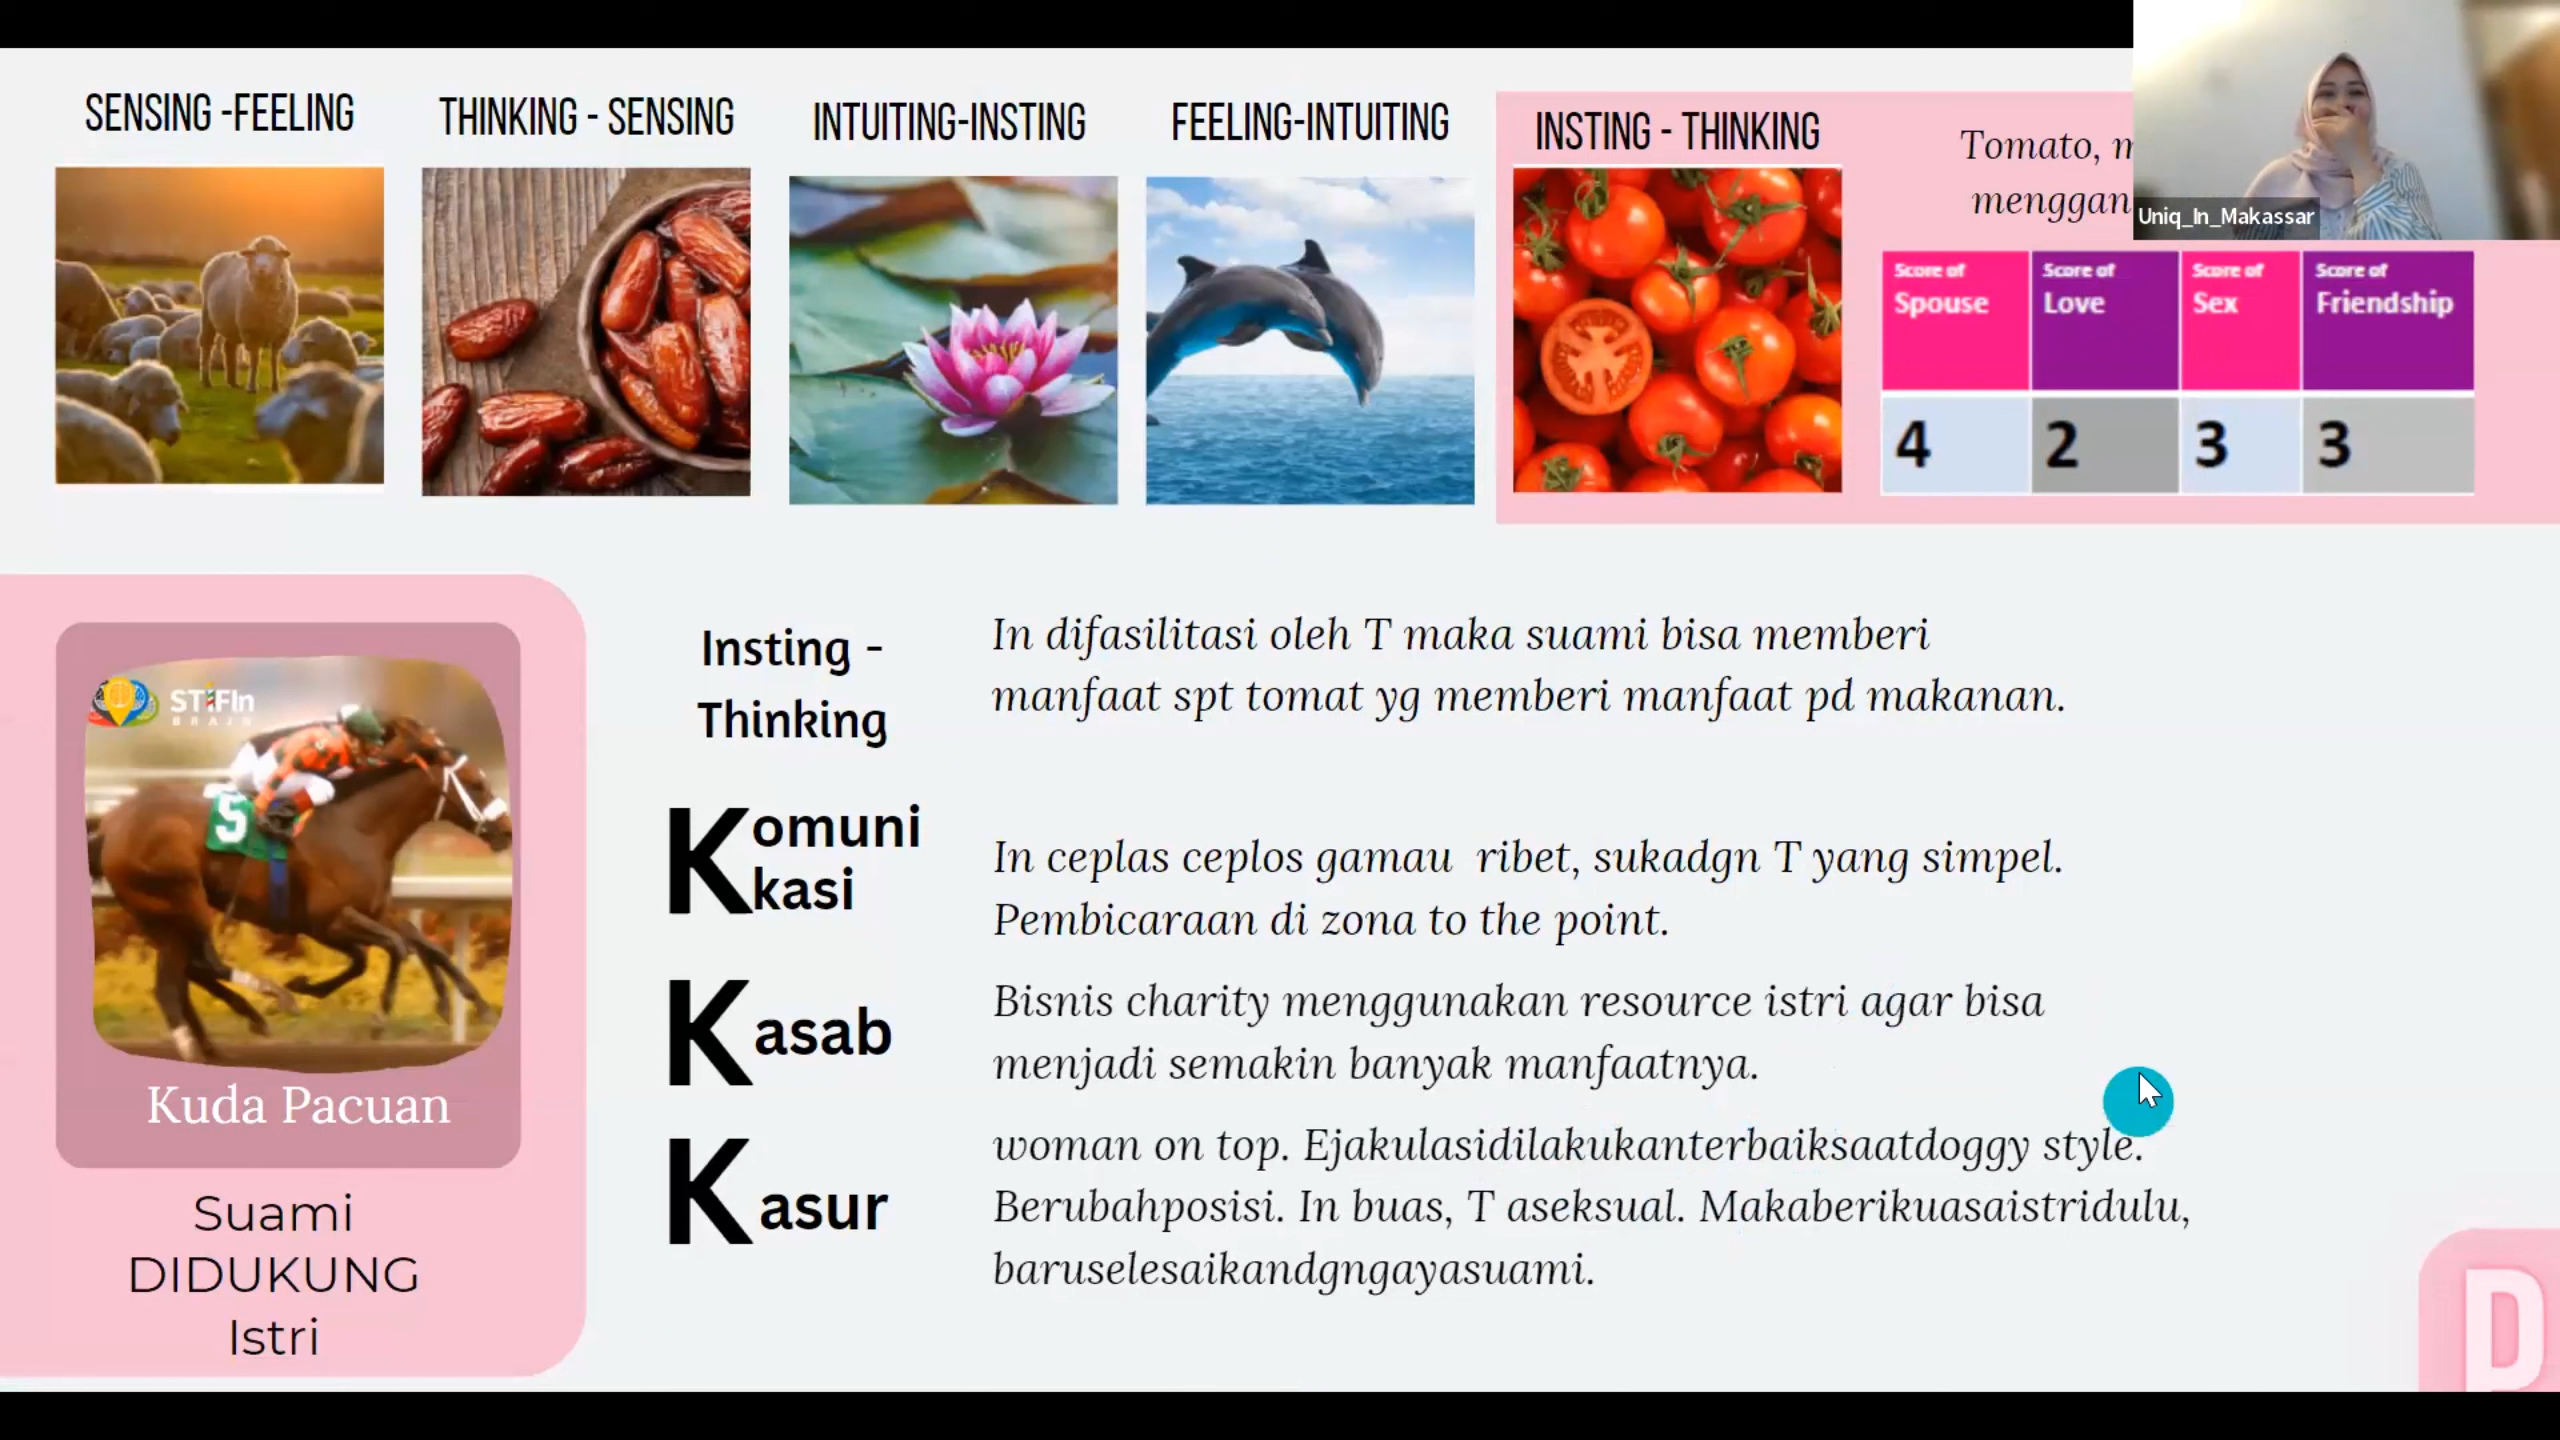 SENSING -FEELING
THINKING - SENSING
INTUITING-INSTING
FEELING-INTUITING
INSTING - THINKING
Tomato,
menggan
Uniq_In_Makassar
Score of Spouse
Score of Love
Score of Sex
Score of Friendship
4 2 3 3
STiFIn
BRAIN
5
Kuda Pacuan
Suami
DIDUKUNG
Istri
Insting -
Thinking
In difasilitasi oleh T maka suami bisa memberi
manfaat spt tomat yg memberi manfaat pd makanan.
Komuni
kasi
In ceplas ceplos gamau  ribet, sukadgn T yang simpel.
Pembicaraan di zona to the point.
Kasab
Bisnis charity menggunakan resource istri agar bisa
menjadi semakin banyak manfaatnya.
Kasur
woman on top. Ejakulasidilakukanterbaiksaatdoggy style.
Berubahposisi. In buas, T aseksual. Makaberikuasaistridulu,
baruselesaikandgngayasuami.
D